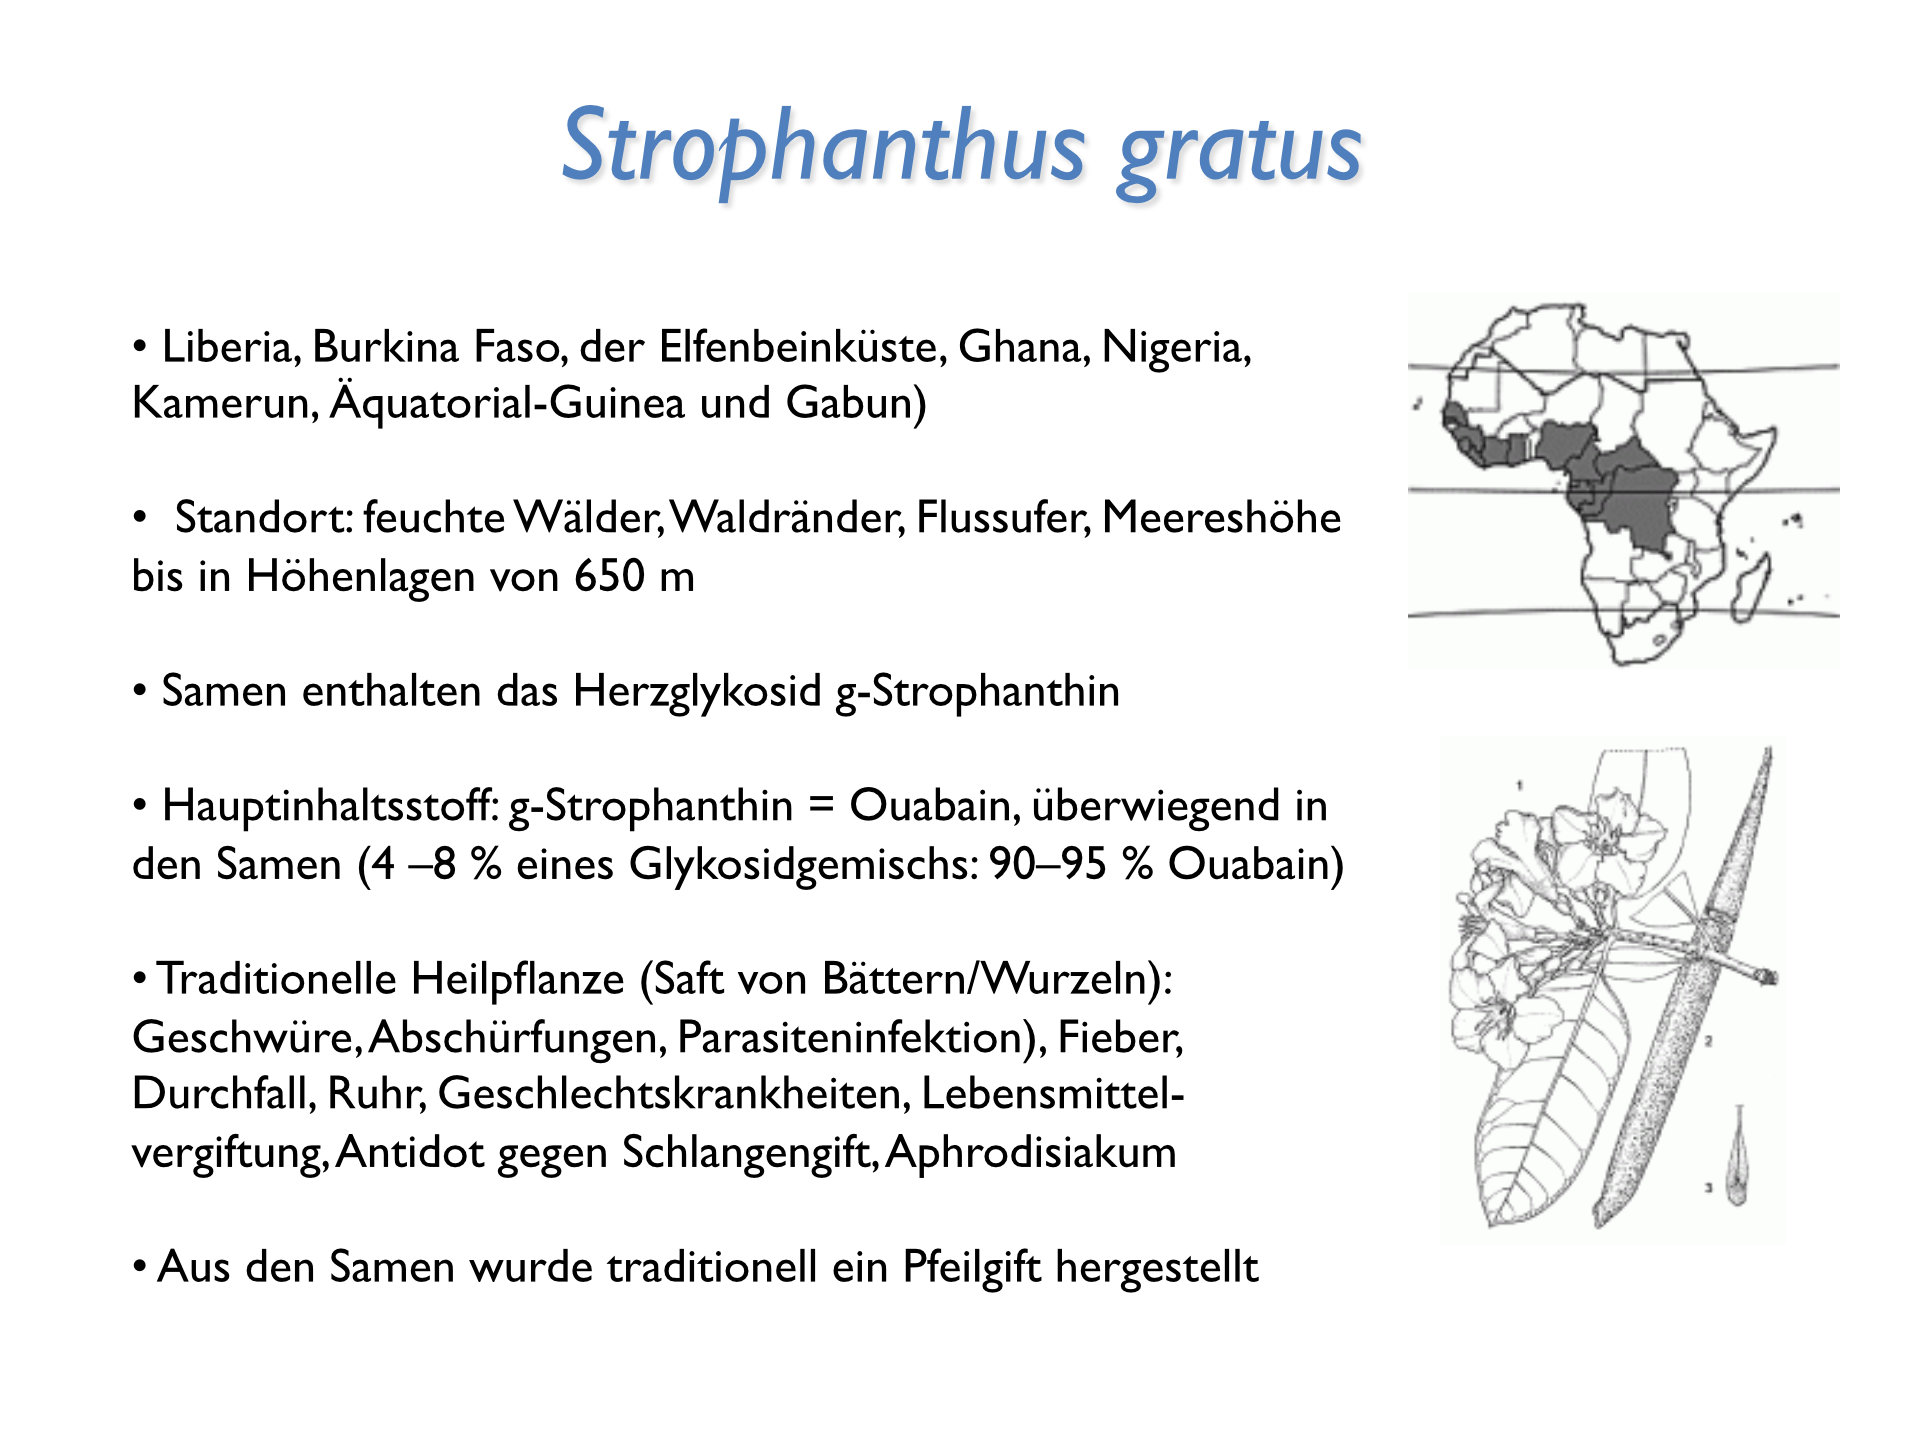 Strophanthus gratus
• Liberia, Burkina Faso, der Elfenbeinküste, Ghana, Nigeria,
Kamerun, Äquatorial-Guinea und Gabun)
• Standort: feuchte Wälder, Waldränder, Flussufer, Meereshöhe
bis in Höhenlagen von 650 m
• Samen enthalten das Herzglykosid g-Strophanthin
• Hauptinhaltsstoff: g-Strophanthin = Ouabain, überwiegend in
den Samen (4 –8 % eines Glykosidgemischs: 90–95 % Ouabain)
• Traditionelle Heilpflanze (Saft von Bättern/Wurzeln):
Geschwüre, Abschürfungen, Parasiteninfektion), Fieber,
Durchfall, Ruhr, Geschlechtskrankheiten, Lebensmittel-
vergiftung, Antidot gegen Schlangengift, Aphrodisiakum
• Aus den Samen wurde traditionell ein Pfeilgift hergestellt
1
2
3